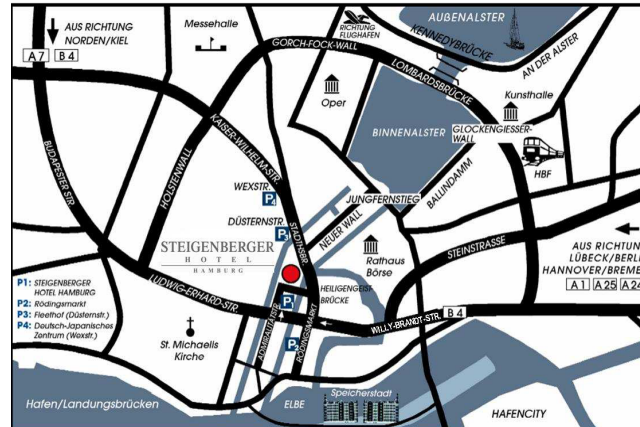 AUS RICHTUNG
NORDEN/KIEL
A7 B4
Messehalle
RICHTUNG
FLUGHAFEN
AUßENALSTER
KENNEDYBRÜCKE
AN DER ALSTER
GORCH-FOCK-WALL
LOMBARDSBRÜCKE
Oper
Kunsthalle
BINNENALSTER
GLOCKENGIESSER-
WALL
HBF
BUDAPESTER STR
HOLSTENWALL
KAISER-WILHELM-STR.
WEXSTR.
P4
JUNGFERNSTIEG
BALLINDAMM
DÜSTERNSTR.
P3
STADTHSBR.
NEUER WALL
STEIGENBERGER
HOTEL
HAMBURG
Rathaus
Börse
STEINSTRASSE
AUS RICHTUN
LÜBECK/BERLI
HANNOVER/BREME
A1 A25 A24
P1: STEIGENBERGER
HOTEL HAMBURG
P2: Rödingsmarkt
P3: Fleethof (Düsternstr.)
P4: Deutsch-Japanisches
Zentrum (Wexstr.)
LUDWIG-ERHARD-STR
HEILIGENGEIST-
BRÜCKE
P1
WILLY-BRANDT-STR.
B4
ADMIRALITÄTSTR
RÖDINGSMARKT
P2
St. Michaelis
Kirche
Speicherstadt
Hafen/Landungsbrücken
ELBE
HAFENCITY